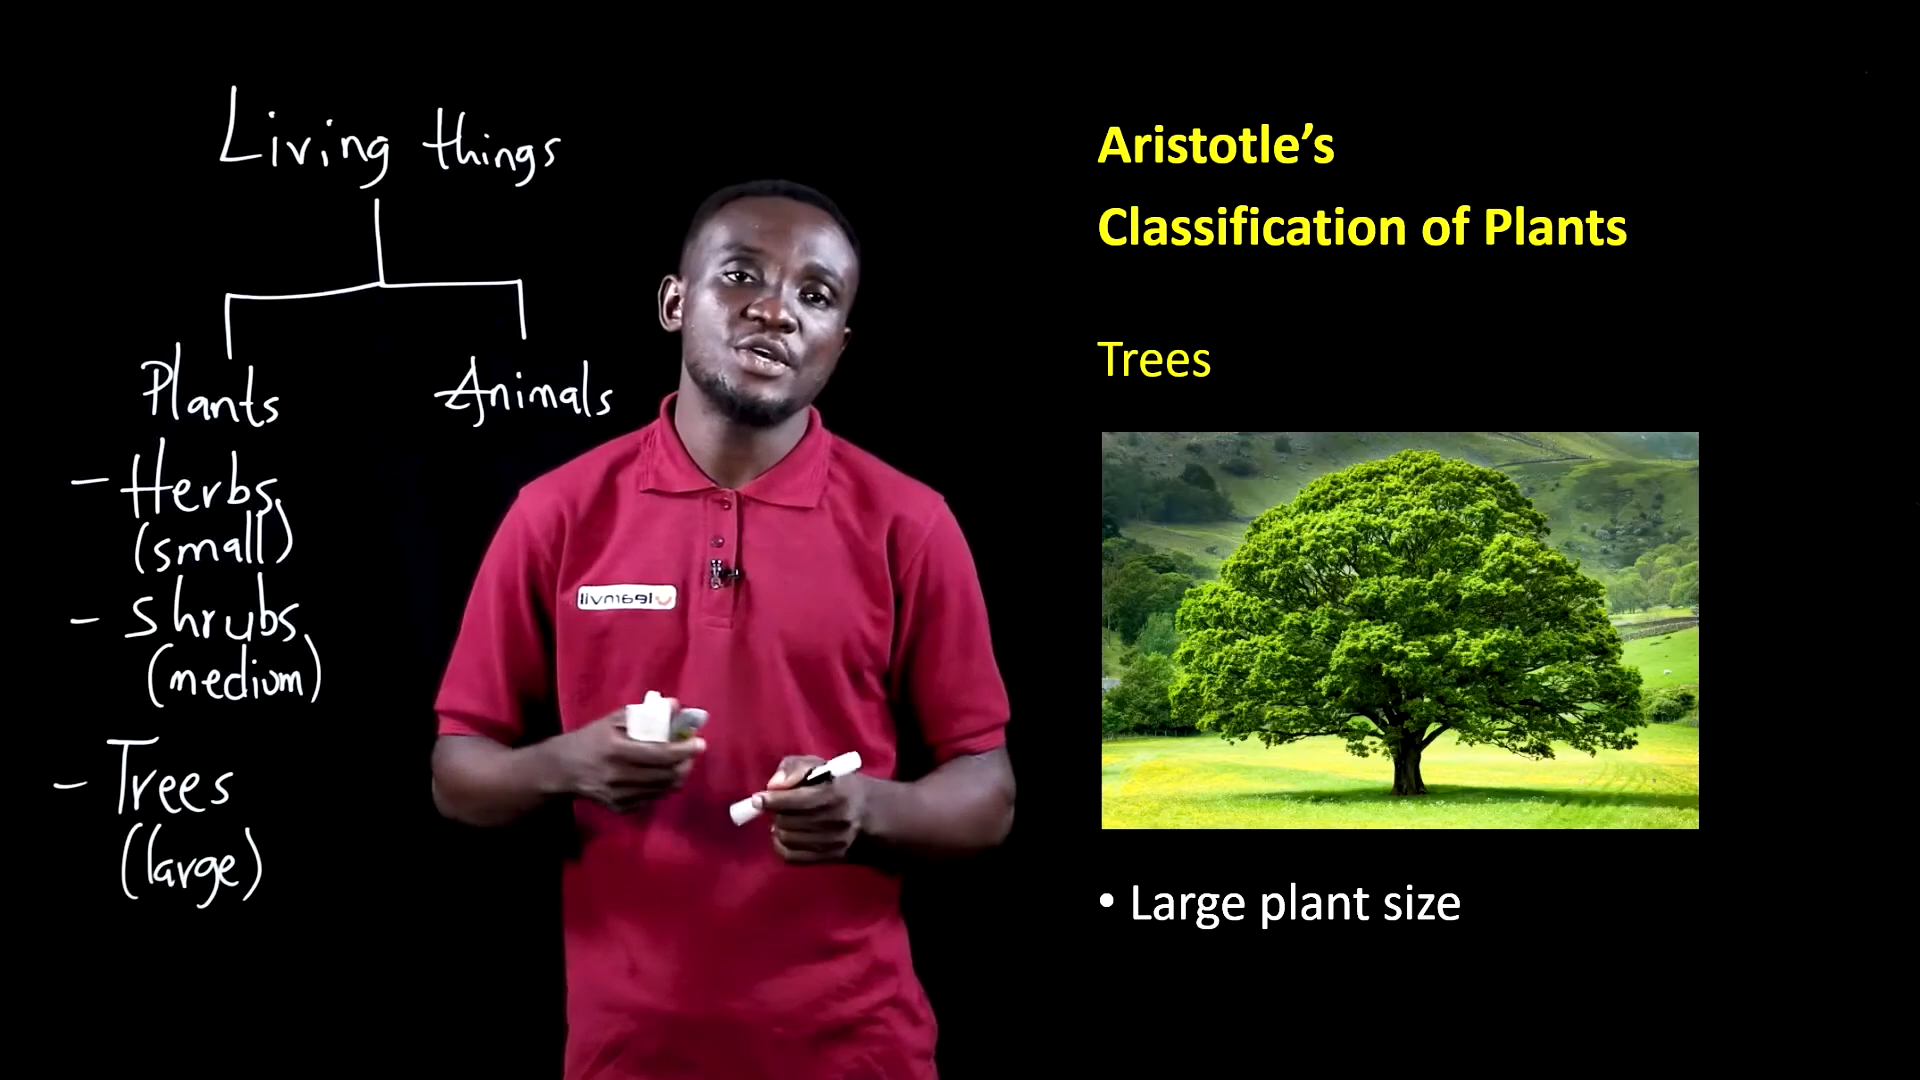 Living things
Plants
Animals
- Herbs
(small)
- Shrubs
(medium)
- Trees
(large)
Aristotle's
Classification of Plants
Trees
• Large plant size